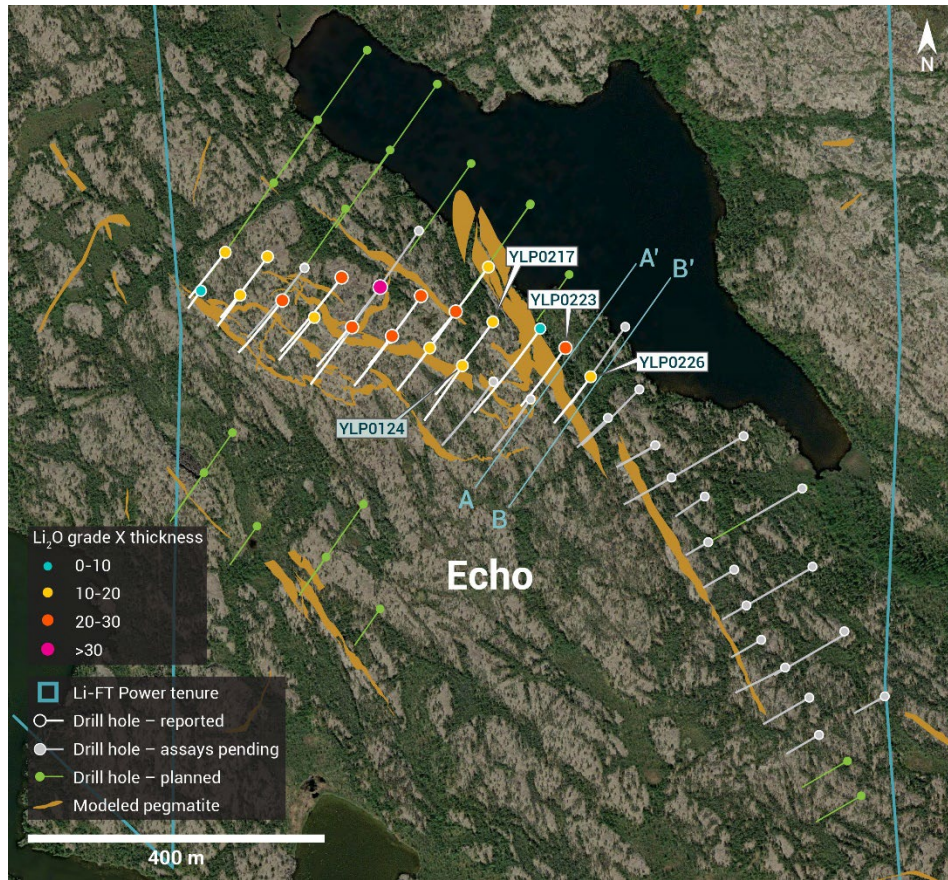 N
YLP0217
A'
YLP0223
B'
YLP0226
YLP0124
A
B
Echo
Li₂O grade X thickness
0-10
10-20
20-30
>30
Li-FT Power tenure
Drill hole – reported
Drill hole – assays pending
Drill hole – planned
Modeled pegmatite
400 m